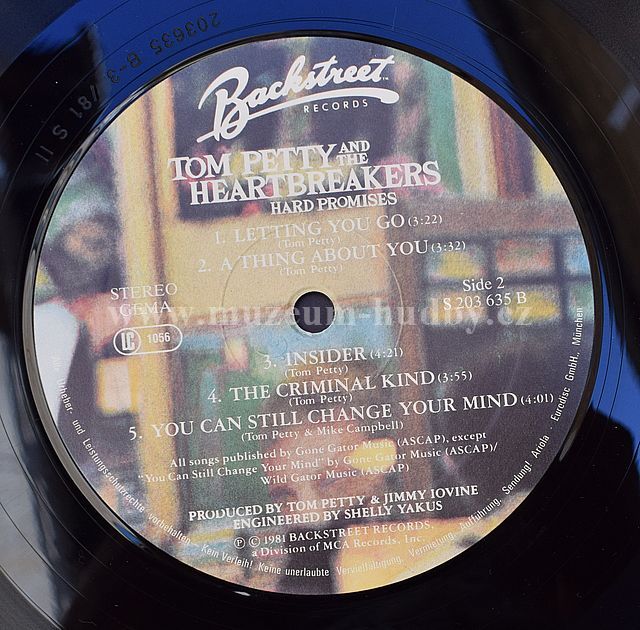 203635 B-3 /81 S 11
Backstreet™
RECORDS
TOM PETTY AND THE
HEARTBREAKERS
HARD PROMISES
1. LETTING YOU GO (3:22)
(Tom Petty)
2. A THING ABOUT YOU (3:32)
(Tom Petty)
STEREO
GEMA
LC 1056
Side 2
S 203 635 B
www.muzeum-hudby.cz
3. INSIDER (4:21)
(Tom Petty)
4. THE CRIMINAL KIND (3:55)
(Tom Petty)
5. YOU CAN STILL CHANGE YOUR MIND (4:01)
(Tom Petty & Mike Campbell)
All songs published by Gone Gator Music (ASCAP), except
"You Can Still Change Your Mind" by Gone Gator Music (ASCAP)/
Wild Gator Music (ASCAP)
PRODUCED BY TOM PETTY & JIMMY IOVINE
ENGINEERED BY SHELLY YAKUS
℗ © 1981 BACKSTREET RECORDS,
a Division of MCA Records, Inc.
Urheber- und Leistungsschutzrechte vorbehalten. Kein Verleih! Keine unerlaubte Vervielfältigung, Vermietung, Aufführung, Sendung! Ariola - Eurodisc GmbH., München